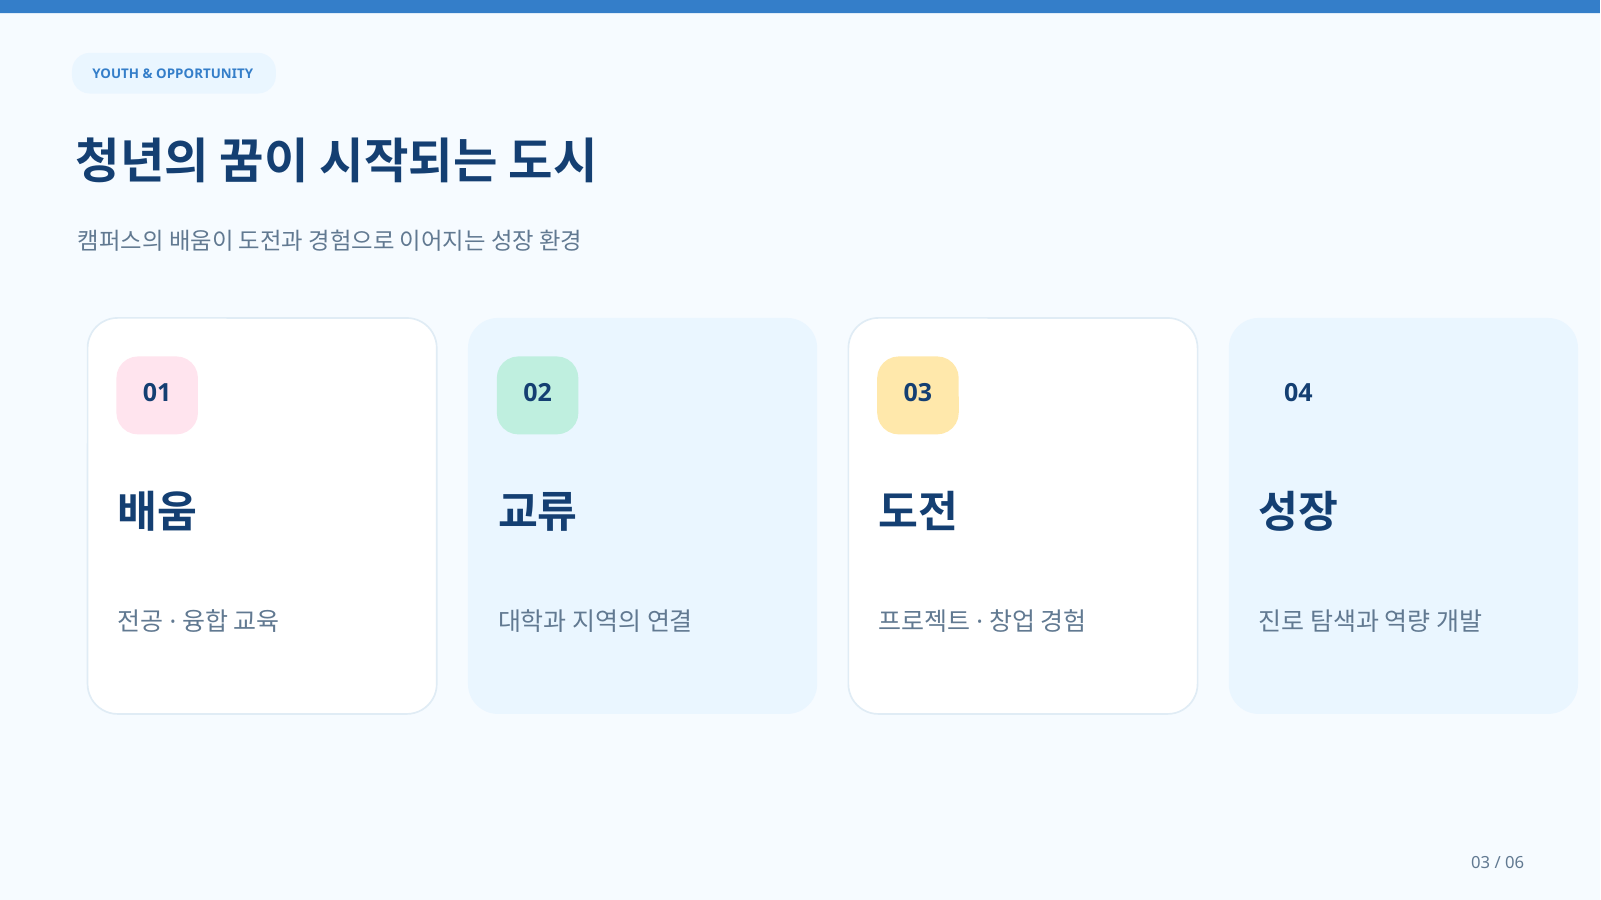 YOUTH & OPPORTUNITY
청년의 꿈이 시작되는 도시
캠퍼스의 배움이 도전과 경험으로 이어지는 성장 환경
01
배움
전공 · 융합 교육
02
교류
대학과 지역의 연결
03
도전
프로젝트 · 창업 경험
04
성장
진로 탐색과 역량 개발
03 / 06